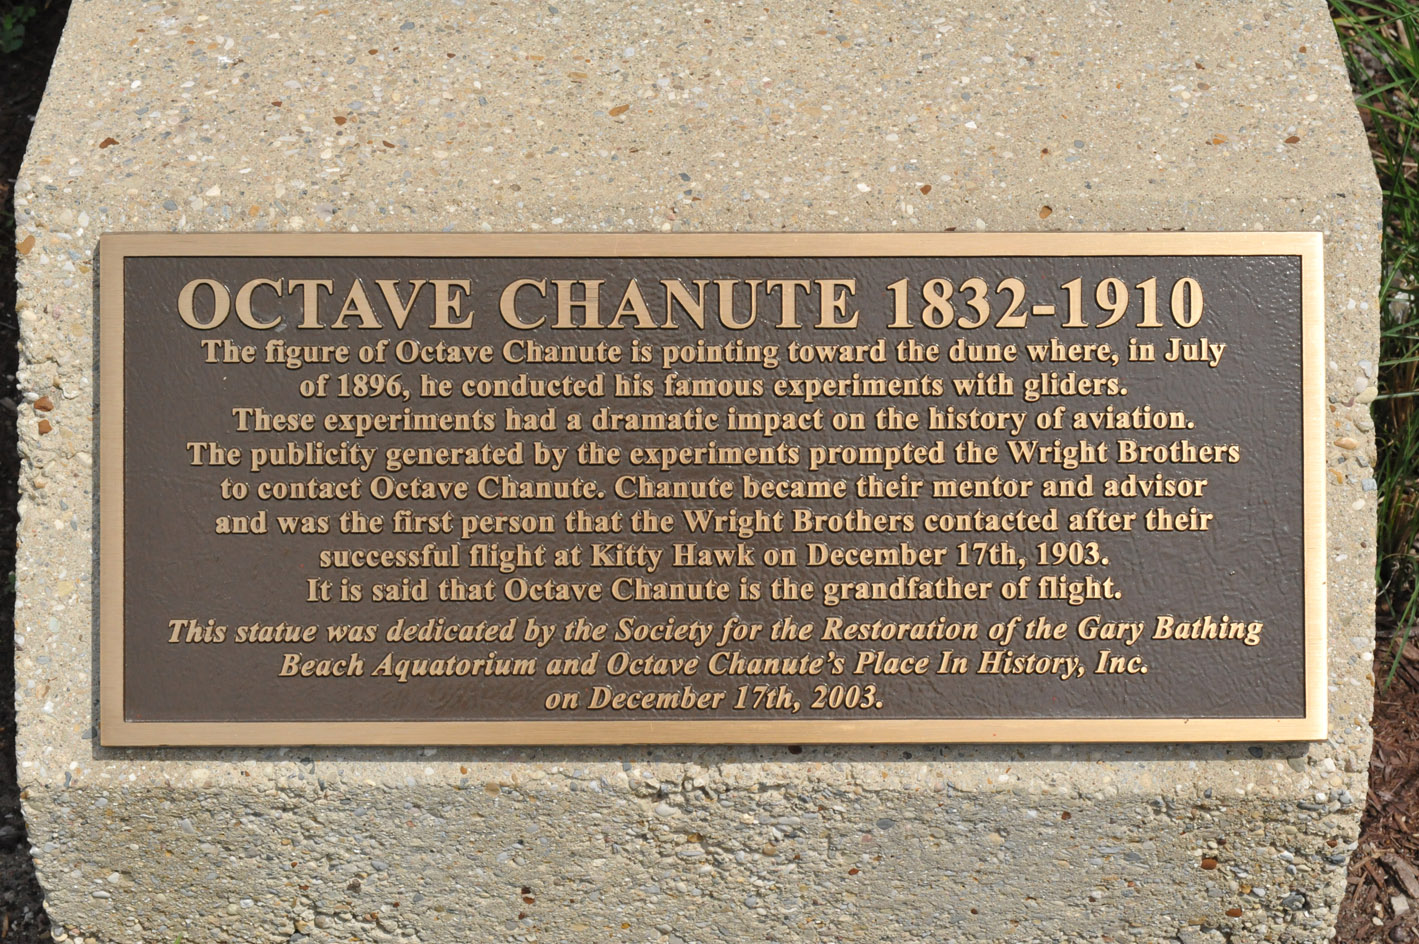 OCTAVE CHANUTE 1832-1910
The figure of Octave Chanute is pointing toward the dune where, in July
of 1896, he conducted his famous experiments with gliders.
These experiments had a dramatic impact on the history of aviation.
The publicity generated by the experiments prompted the Wright Brothers
to contact Octave Chanute. Chanute became their mentor and advisor
and was the first person that the Wright Brothers contacted after their
successful flight at Kitty Hawk on December 17th, 1903.
It is said that Octave Chanute is the grandfather of flight.
This statue was dedicated by the Society for the Restoration of the Gary Bathing
Beach Aquatorium and Octave Chanute's Place In History, Inc.
on December 17th, 2003.